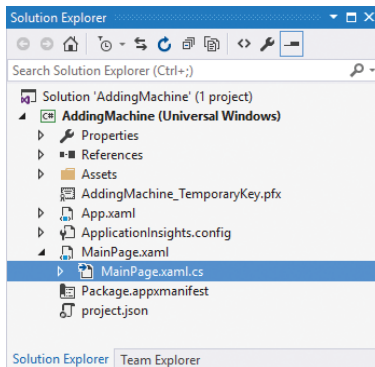 Solution Explorer
Search Solution Explorer (Ctrl+;)
Solution 'AddingMachine' (1 project)
C# AddingMachine (Universal Windows)
Properties
References
Assets
AddingMachine_TemporaryKey.pfx
App.xaml
ApplicationInsights.config
MainPage.xaml
MainPage.xaml.cs
Package.appxmanifest
project.json
Solution Explorer Team Explorer